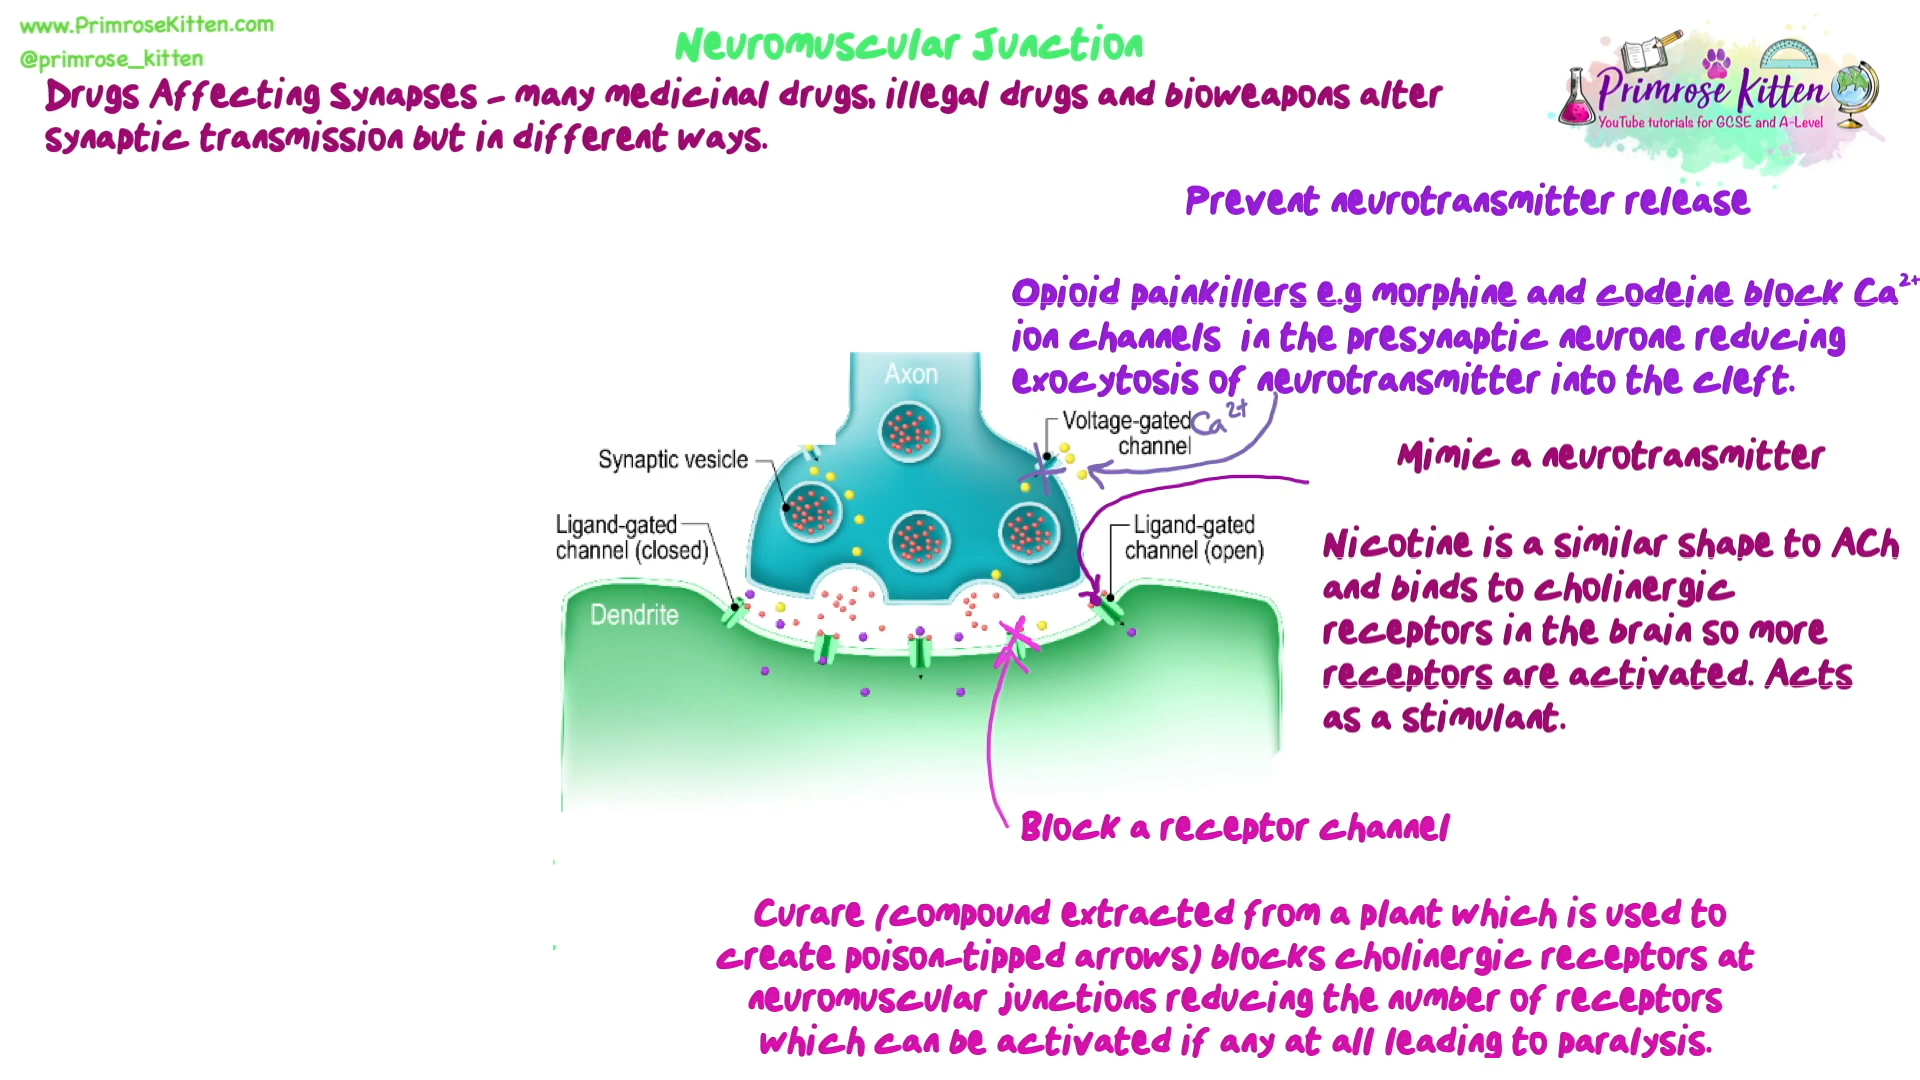 www.PrimroseKitten.com
@primrose_kitten
Neuromuscular Junction
Primrose Kitten
YouTube tutorials for GCSE and A-Level
Drugs Affecting Synapses - many medicinal drugs, illegal drugs and bioweapons alter
synaptic transmission but in different ways.
Prevent neurotransmitter release
Opioid painkillers e.g morphine and codeine block Ca²⁺
ion channels in the presynaptic neurone reducing
exocytosis of neurotransmitter into the cleft.
Axon
Voltage-gated
channel
Ca²⁺
Synaptic vesicle
Ligand-gated
channel (closed)
Ligand-gated
channel (open)
Dendrite
Mimic a neurotransmitter
Nicotine is a similar shape to ACh
and binds to cholinergic
receptors in the brain so more
receptors are activated. Acts
as a stimulant.
Block a receptor channel
Curare (compound extracted from a plant which is used to
create poison-tipped arrows) blocks cholinergic receptors at
neuromuscular junctions reducing the number of receptors
which can be activated if any at all leading to paralysis.